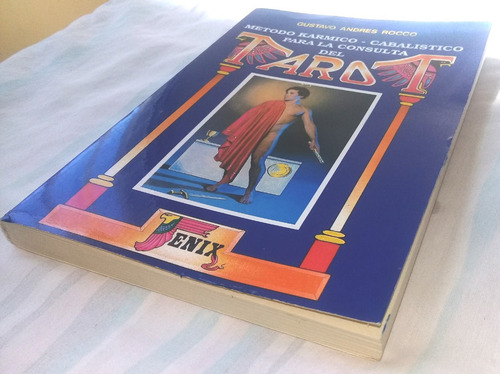 GUSTAVO ANDRES ROCCO
METODO KARMICO - CABALISTICO
PARA LA CONSULTA
DEL
TAROT
FENIX